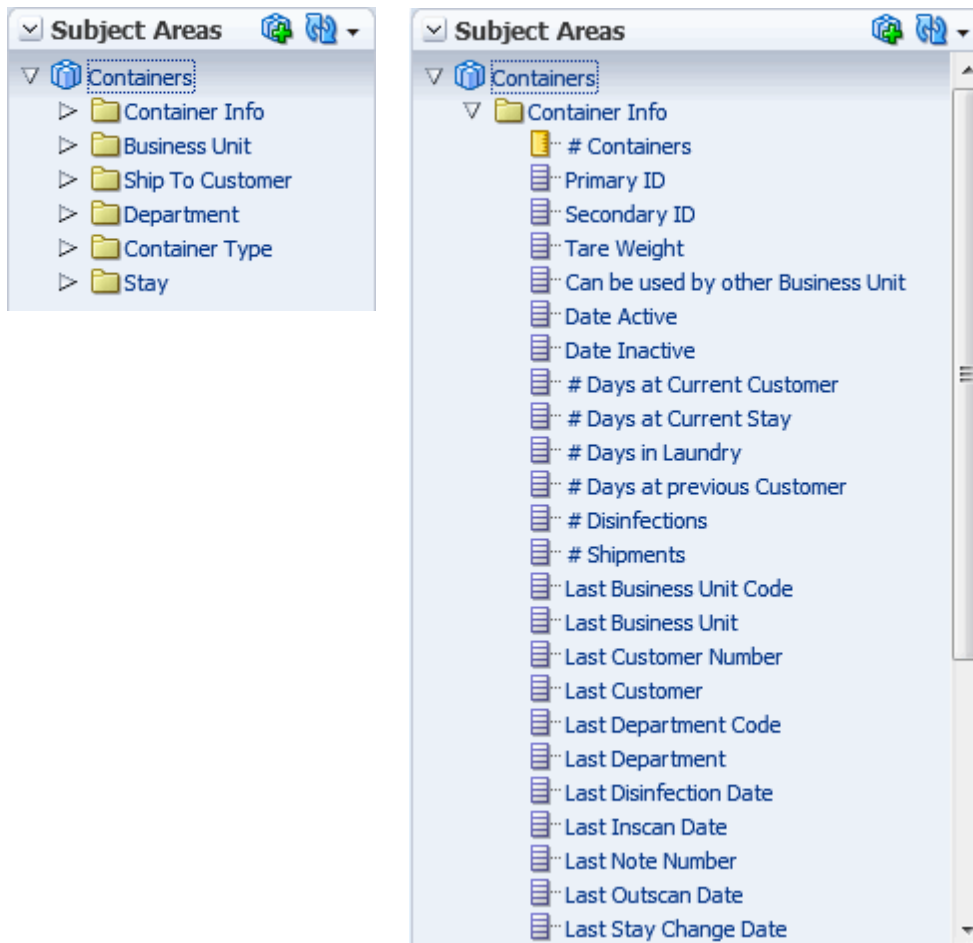 Subject Areas
Containers
Container Info
Business Unit
Ship To Customer
Department
Container Type
Stay
Subject Areas
Containers
Container Info
# Containers
Primary ID
Secondary ID
Tare Weight
Can be used by other Business Unit
Date Active
Date Inactive
# Days at Current Customer
# Days at Current Stay
# Days in Laundry
# Days at previous Customer
# Disinfections
# Shipments
Last Business Unit Code
Last Business Unit
Last Customer Number
Last Customer
Last Department Code
Last Department
Last Disinfection Date
Last Inscan Date
Last Note Number
Last Outscan Date
Last Stay Change Date